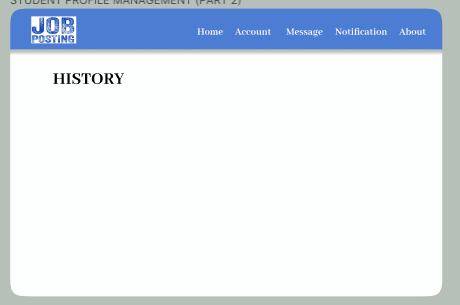 STUDENT PROFILE MANAGEMENT (PART 2)
JOB
POSTING
Home Account Message Notification About
HISTORY